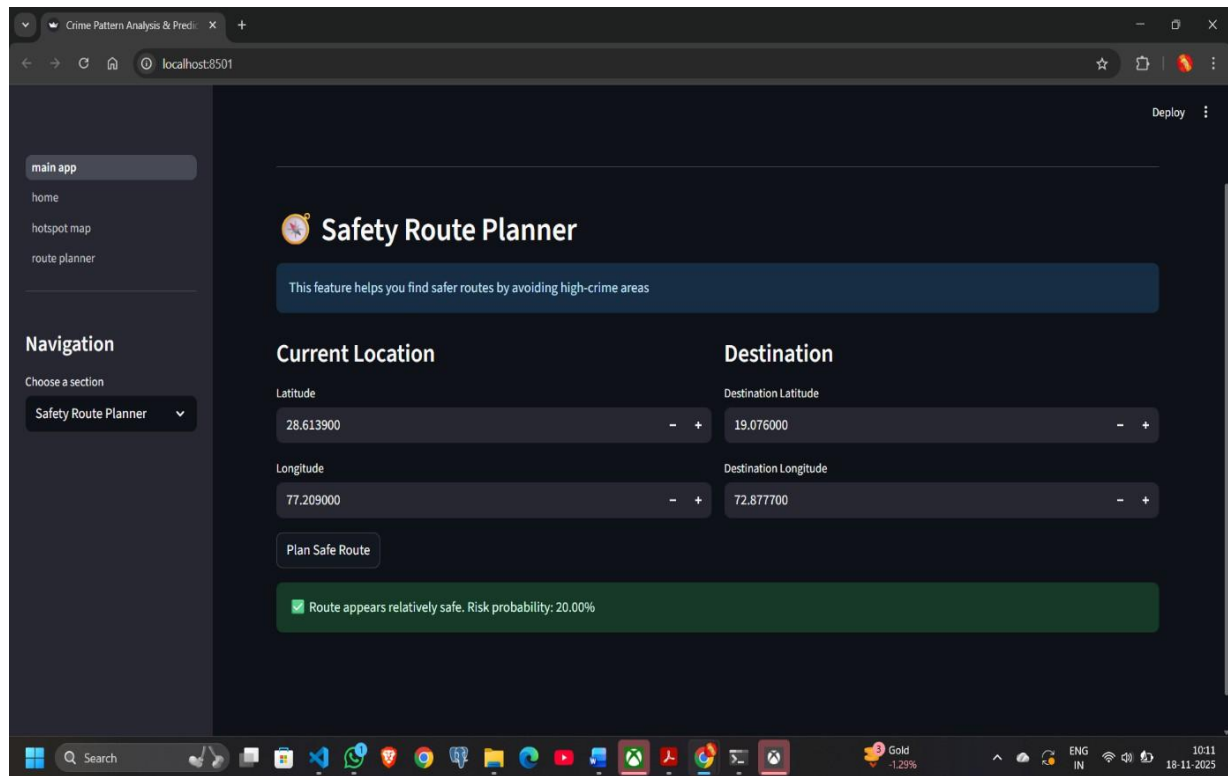 Crime Pattern Analysis & Predic
localhost:8501
Deploy
main app
home
hotspot map
route planner
Navigation
Choose a section
Safety Route Planner
Safety Route Planner
This feature helps you find safer routes by avoiding high-crime areas
Current Location
Latitude
28.613900
Longitude
77.209000
Destination
Destination Latitude
19.076000
Destination Longitude
72.877700
Plan Safe Route
Route appears relatively safe. Risk probability: 20.00%
Search
3
Gold
-1.29%
ENG
IN
10:11
18-11-2025